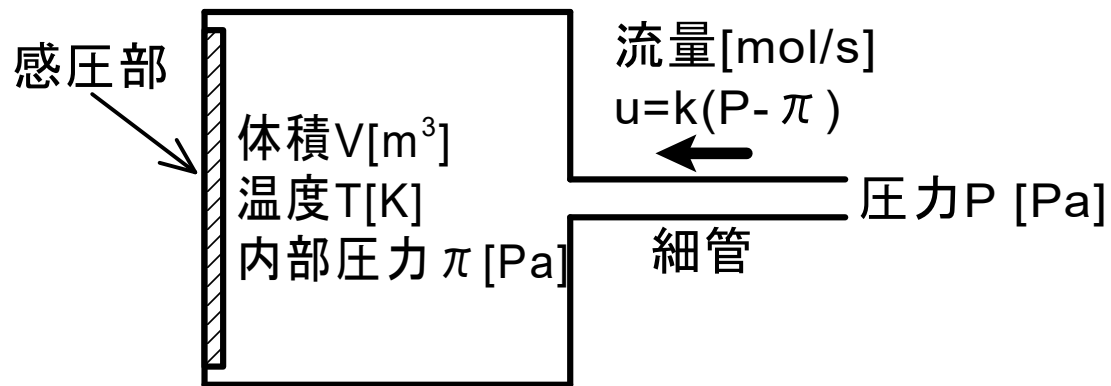 感圧部
体積V[m³]
温度T[K]
内部圧力π[Pa]
流量[mol/s]
u=k(P-π)
細管
圧力P [Pa]